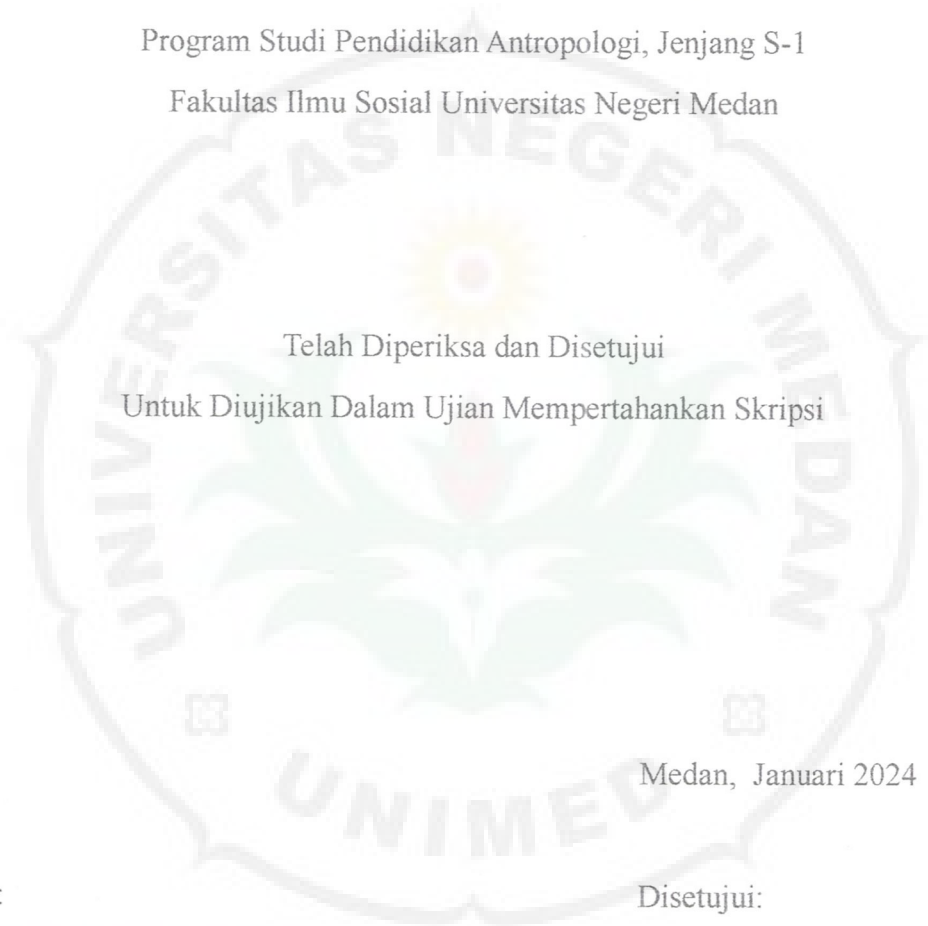 Program Studi Pendidikan Antropologi, Jenjang S-1
Fakultas Ilmu Sosial Universitas Negeri Medan
UNIVERSITAS NEGERI MEDAN
Telah Diperiksa dan Disetujui
Untuk Diujikan Dalam Ujian Mempertahankan Skripsi
UNIMED
Medan, Januari 2024
: Disetujui: